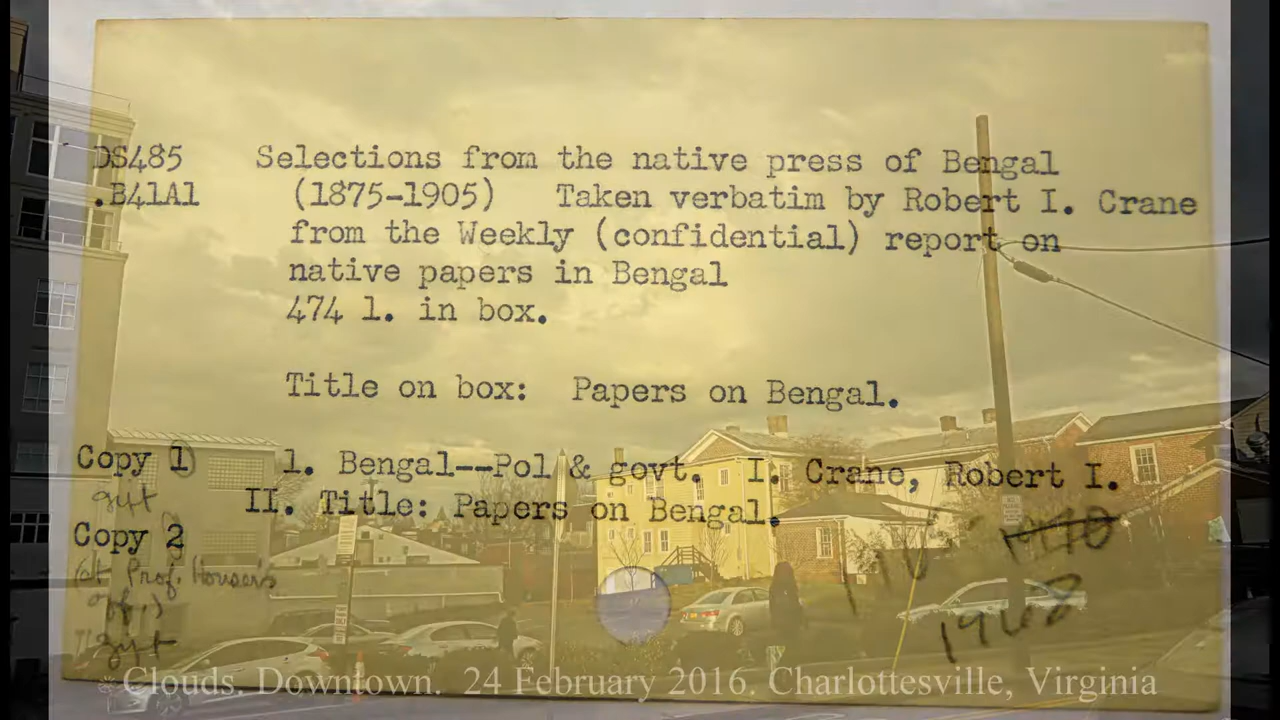 DS485 Selections from the native press of Bengal
.B41A1 (1875-1905) Taken verbatim by Robert I. Crane
from the Weekly (confidential) report on
native papers in Bengal
474 l. in box.
Title on box: Papers on Bengal.
Copy 1 1. Bengal--Pol & govt. I. Crane, Robert I.
gift II. Title: Papers on Bengal.
Copy 2
(at Prof. Houser's
off.)
gift
1968
Clouds. Downtown. 24 February 2016. Charlottesville, Virginia